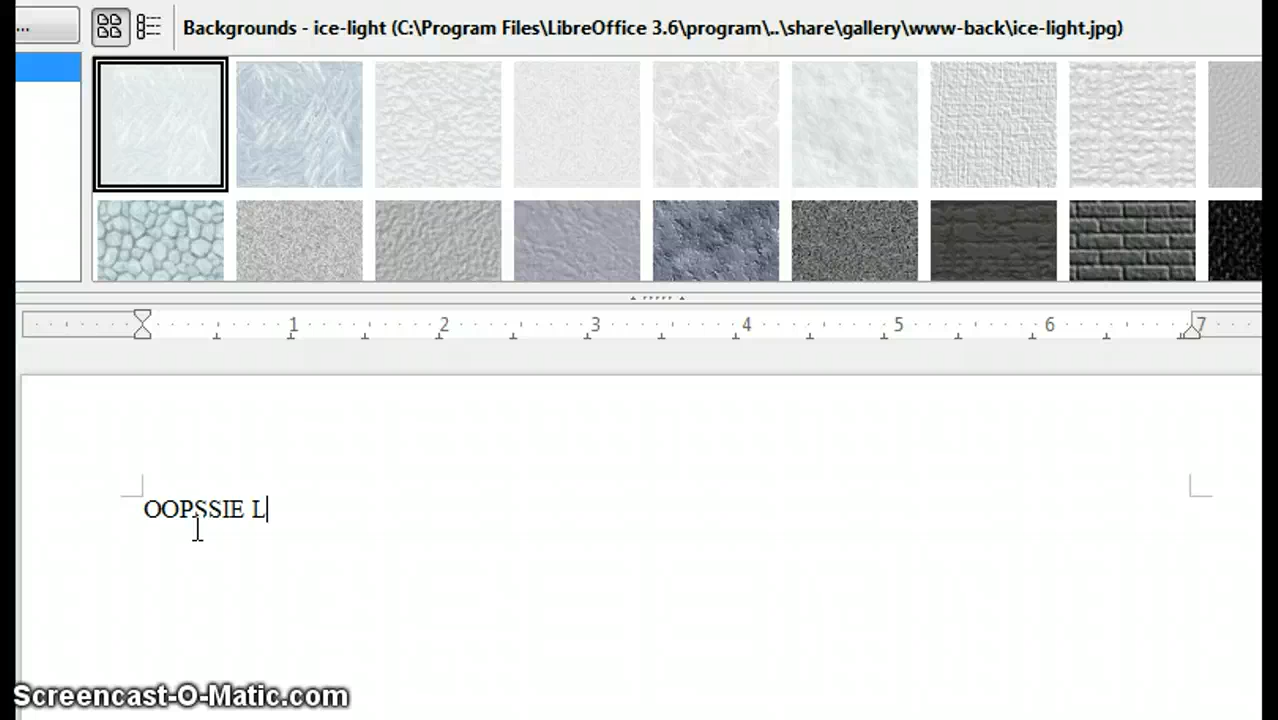 ...
Backgrounds - ice-light (C:\Program Files\LibreOffice 3.6\program\..\share\gallery\www-back\ice-light.jpg)
1 2 3 4 5 6 7
OOPSSIE L
Screencast-O-Matic.com